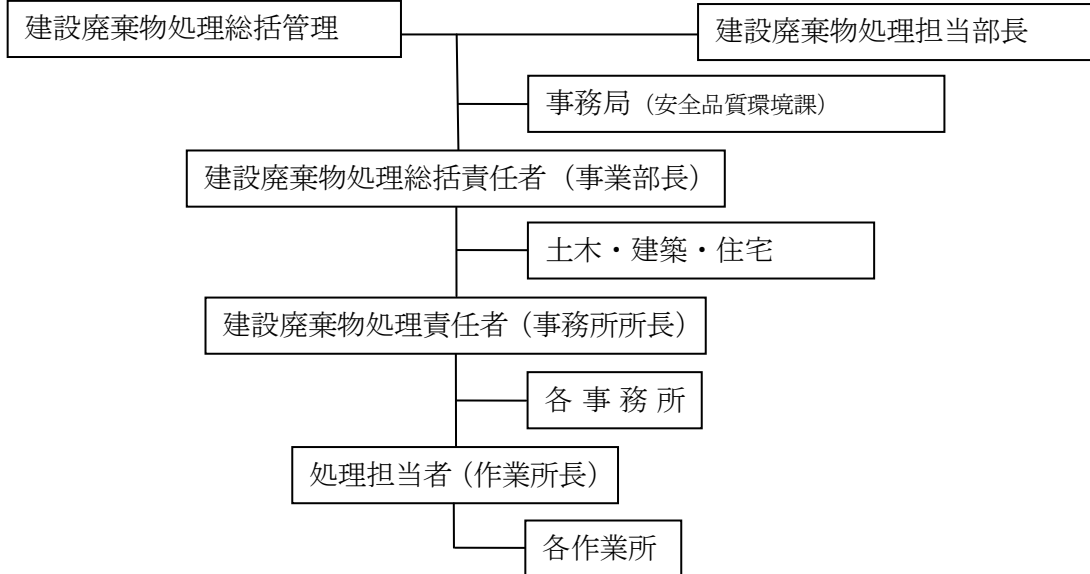 建設廃棄物処理総括管理
建設廃棄物処理担当部長
事務局（安全品質環境課）
建設廃棄物処理総括責任者（事業部長）
土木・建築・住宅
建設廃棄物処理責任者（事務所所長）
各事務所
処理担当者（作業所長）
各作業所